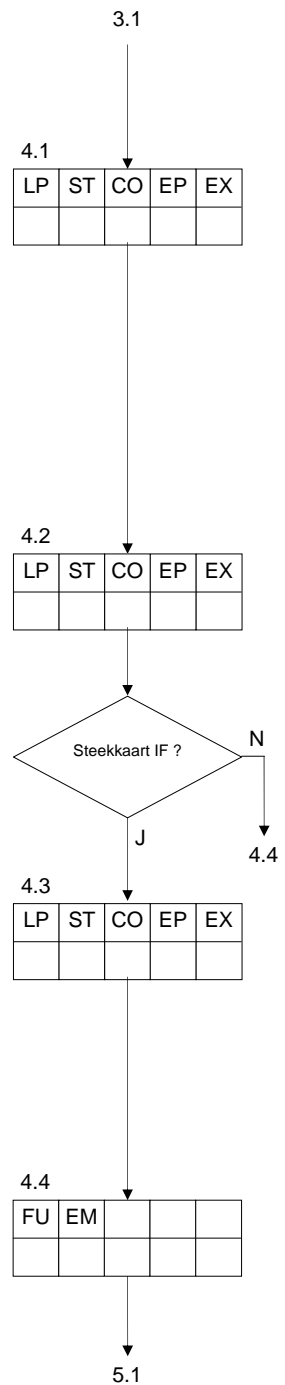 3.1
4.1
LP ST CO EP EX
4.2
LP ST CO EP EX
Steekkaart IF ?
N
J
4.4
4.3
LP ST CO EP EX
4.4
FU EM
5.1